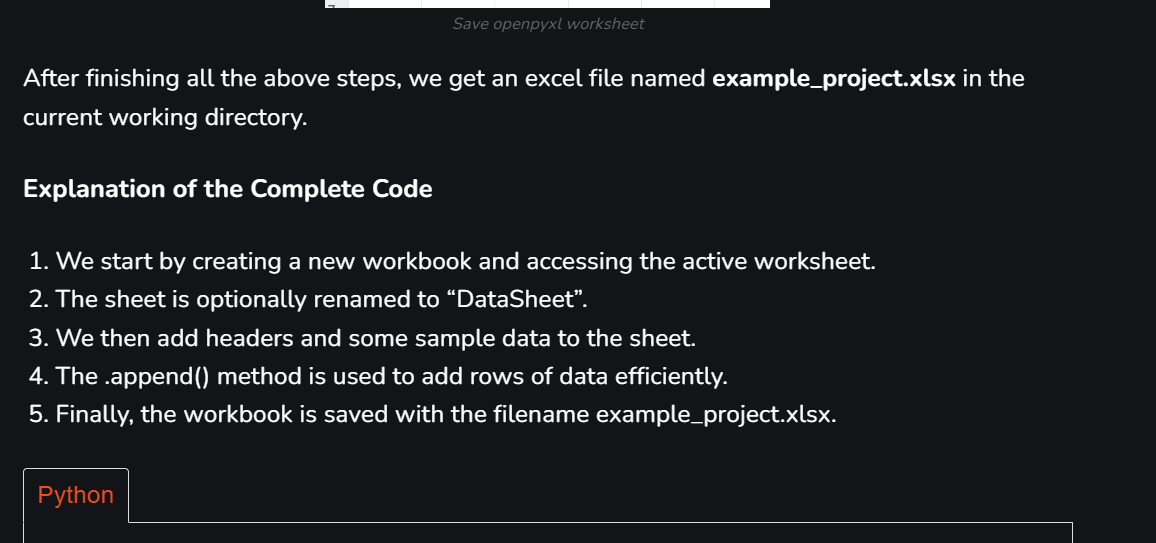 Save openpyxl worksheet
After finishing all the above steps, we get an excel file named example_project.xlsx in the
current working directory.
Explanation of the Complete Code
1. We start by creating a new workbook and accessing the active worksheet.
2. The sheet is optionally renamed to “DataSheet”.
3. We then add headers and some sample data to the sheet.
4. The .append() method is used to add rows of data efficiently.
5. Finally, the workbook is saved with the filename example_project.xlsx.
Python